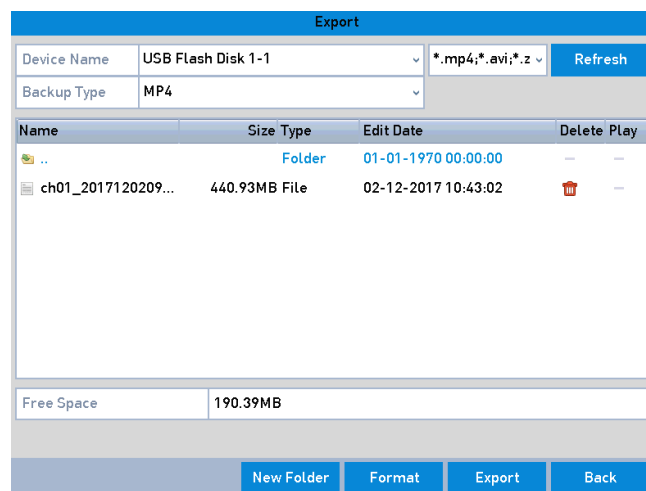 Export
Device Name USB Flash Disk 1-1 *.mp4;*.avi;*.z Refresh
Backup Type MP4
Name Size Type Edit Date Delete Play
.. Folder 01-01-1970 00:00:00 — —
ch01_2017120209... 440.93MB File 02-12-2017 10:43:02 —
Free Space 190.39MB
New Folder Format Export Back